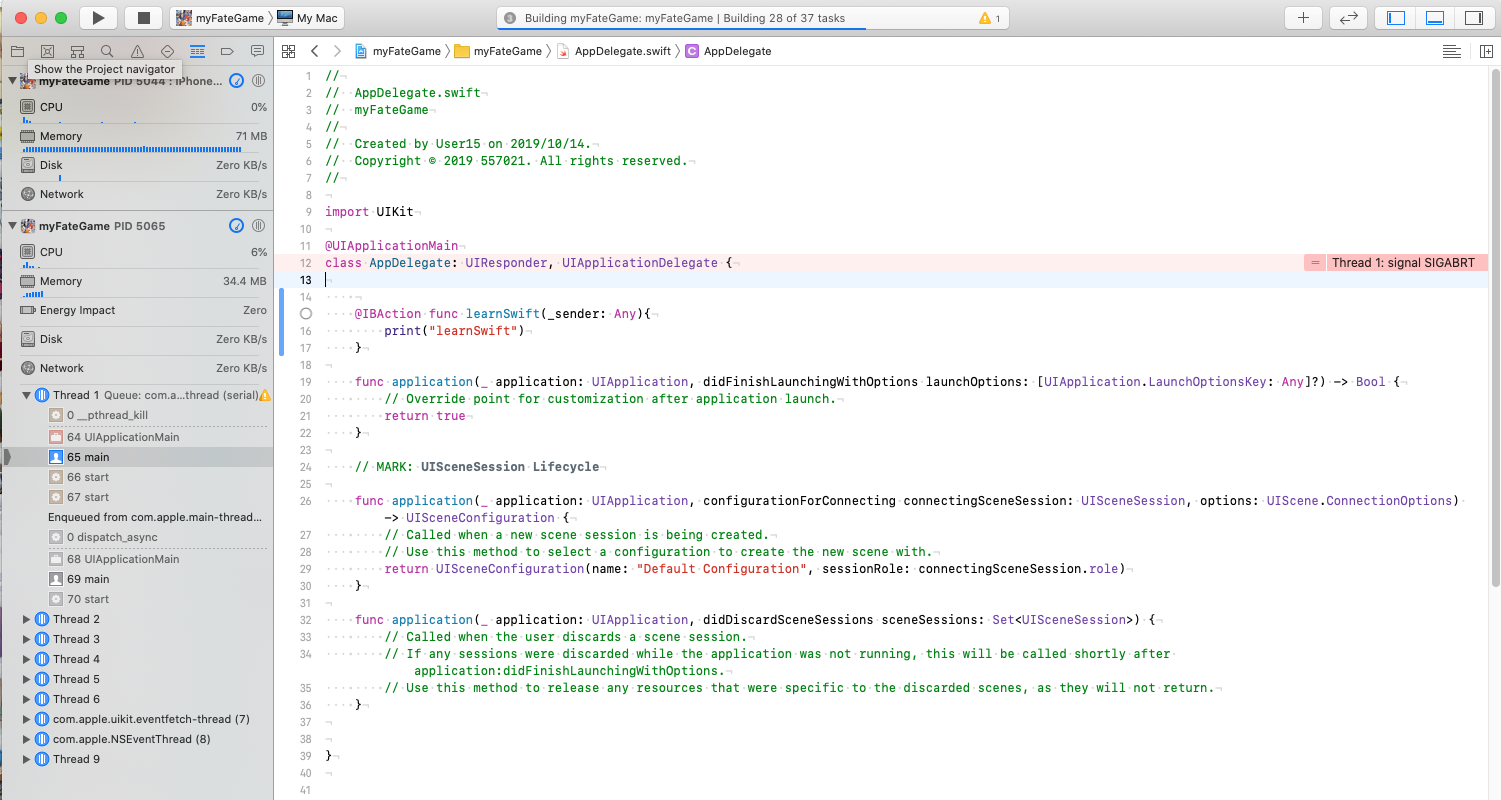 myFateGame 〉 My Mac
3 Building myFateGame: myFateGame | Building 28 of 37 tasks
1
myFateGame 〉 myFateGame 〉 AppDelegate.swift 〉 C AppDelegate
Show the Project navigator
myFateGame PID 5044 : iPhone...
CPU 0%
Memory 71 MB
Disk Zero KB/s
Network Zero KB/s
myFateGame PID 5065
CPU 6%
Memory 34.4 MB
Energy Impact Zero
Disk Zero KB/s
Network Zero KB/s
Thread 1 Queue: com.a...thread (serial)
0 __pthread_kill
64 UIApplicationMain
65 main
66 start
67 start
Enqueued from com.apple.main-thread...
0 dispatch_async
68 UIApplicationMain
69 main
70 start
Thread 2
Thread 3
Thread 4
Thread 5
Thread 6
com.apple.uikit.eventfetch-thread (7)
com.apple.NSEventThread (8)
Thread 9
1 //
2 //  AppDelegate.swift
3 //  myFateGame
4 //
5 //  Created by User15 on 2019/10/14.
6 //  Copyright © 2019 557021. All rights reserved.
7 //
8
9 import UIKit
10
11 @UIApplicationMain
12 class AppDelegate: UIResponder, UIApplicationDelegate { = Thread 1: signal SIGABRT
13
14
@IBAction func learnSwift(_sender: Any){
16 print("learnSwift")
17 }
18
19 func application(_ application: UIApplication, didFinishLaunchingWithOptions launchOptions: [UIApplication.LaunchOptionsKey: Any]?) -> Bool {
20 // Override point for customization after application launch.
21 return true
22 }
23
24 // MARK: UISceneSession Lifecycle
25
26 func application(_ application: UIApplication, configurationForConnecting connectingSceneSession: UISceneSession, options: UIScene.ConnectionOptions)
-> UISceneConfiguration {
27 // Called when a new scene session is being created.
28 // Use this method to select a configuration to create the new scene with.
29 return UISceneConfiguration(name: "Default Configuration", sessionRole: connectingSceneSession.role)
30 }
31
32 func application(_ application: UIApplication, didDiscardSceneSessions sceneSessions: Set<UISceneSession>) {
33 // Called when the user discards a scene session.
34 // If any sessions were discarded while the application was not running, this will be called shortly after
application:didFinishLaunchingWithOptions.
35 // Use this method to release any resources that were specific to the discarded scenes, as they will not return.
36 }
37
38
39 }
40
41